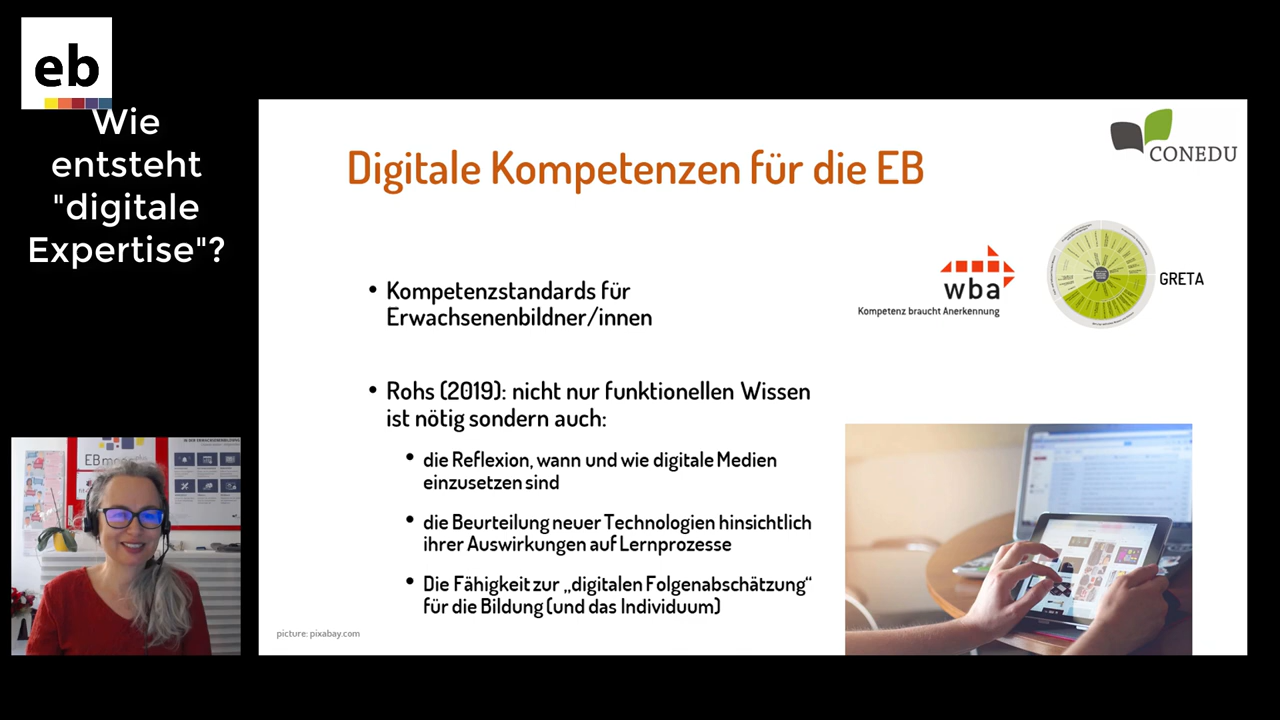 eb
Wie
entsteht
"digitale
Expertise"?
CONEDU
Digitale Kompetenzen für die EB
wba
Kompetenz braucht Anerkennung
GRETA
• Kompetenzstandards für
Erwachsenenbildner/innen
• Rohs (2019): nicht nur funktionellen Wissen
ist nötig sondern auch:
• die Reflexion, wann und wie digitale Medien
einzusetzen sind
• die Beurteilung neuer Technologien hinsichtlich
ihrer Auswirkungen auf Lernprozesse
• Die Fähigkeit zur „digitalen Folgenabschätzung“
für die Bildung (und das Individuum)
picture: pixabay.com